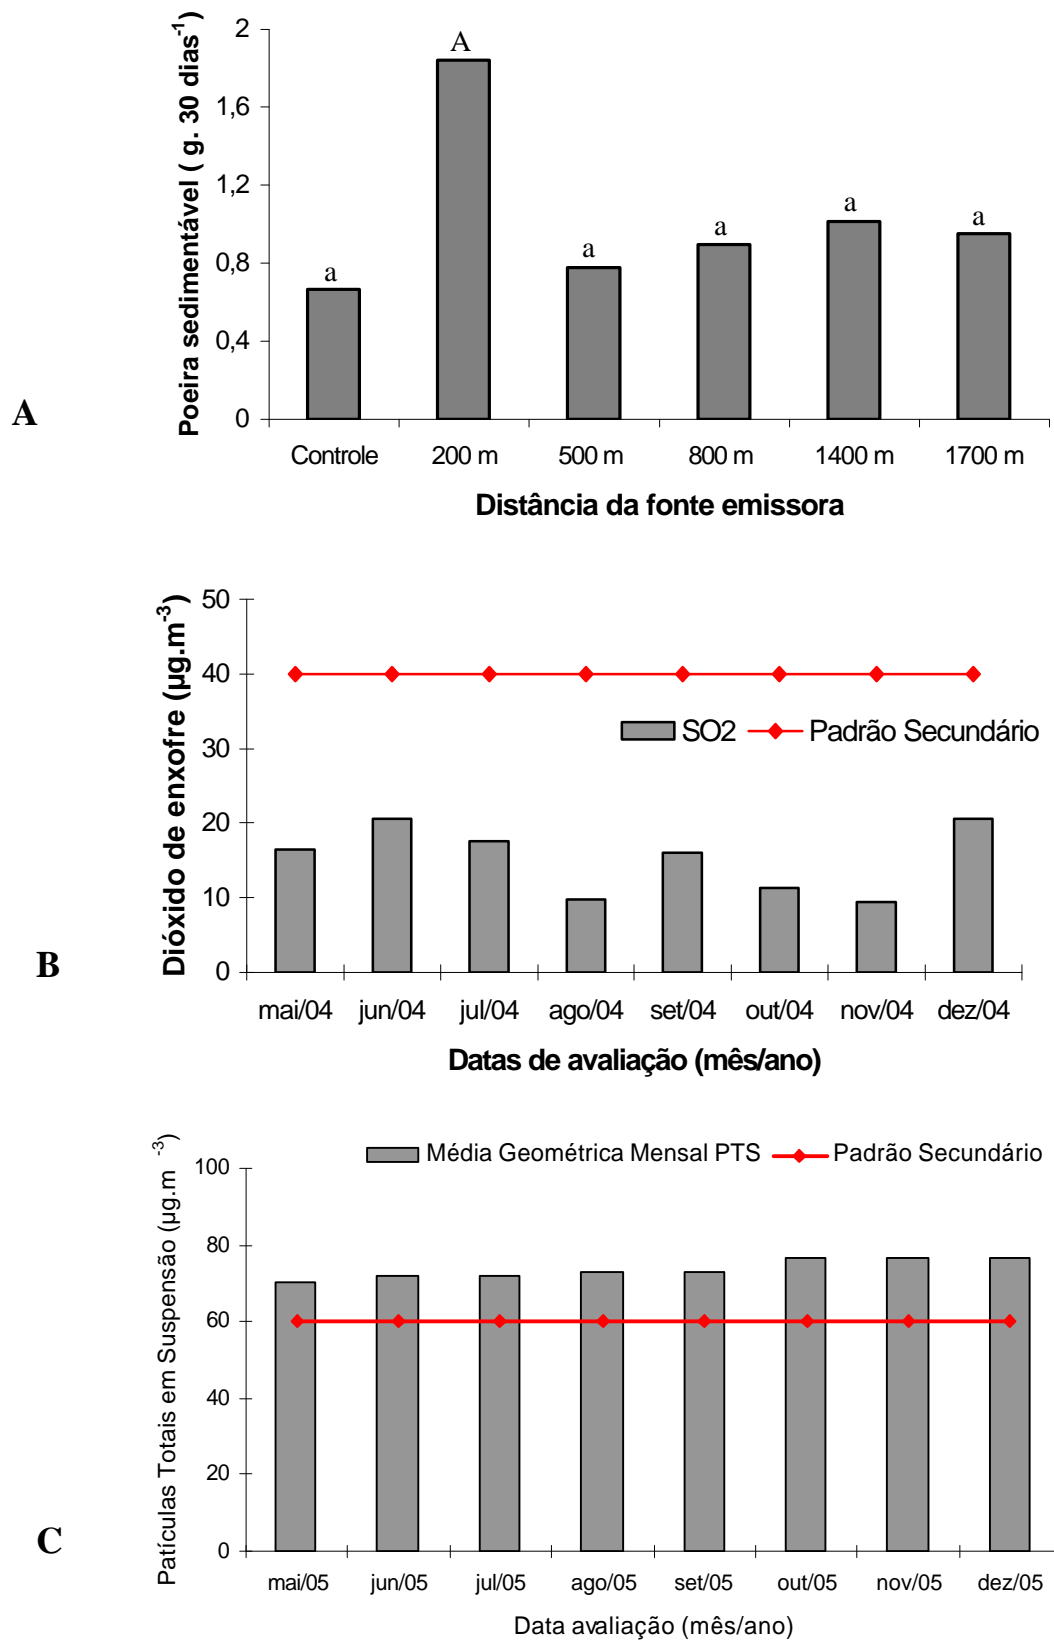 Poeira sedimentável ( g. 30 dias-1)
2
1,6
1,2
0,8
0,4
0
a
A
a
a
a
a
Controle
200 m
500 m
800 m
1400 m
1700 m
Distância da fonte emissora
A
Dióxido de enxofre (µg.m-3)
50
40
30
20
10
0
SO2
Padrão Secundário
mai/04
jun/04
jul/04
ago/04
set/04
out/04
nov/04
dez/04
Datas de avaliação (mês/ano)
B
Patículas Totais em Suspensão (µg.m -3)
100
80
60
40
20
0
Média Geométrica Mensal PTS
Padrão Secundário
mai/05
jun/05
jul/05
ago/05
set/05
out/05
nov/05
dez/05
Data avaliação (mês/ano)
C